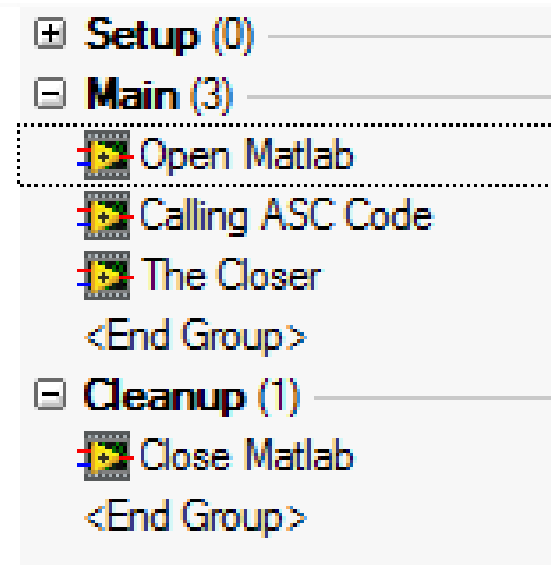 Setup (0)
Main (3)
Open Matlab
Calling ASC Code
The Closer
<End Group>
Cleanup (1)
Close Matlab
<End Group>